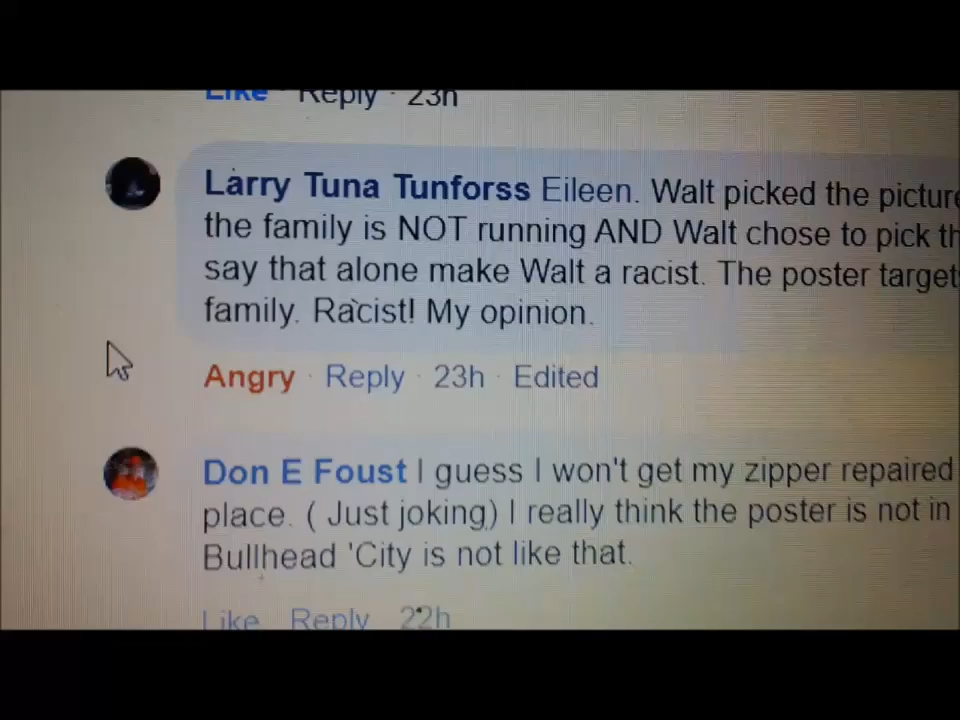 Like · Reply · 23h
Larry Tuna Tunforss Eileen. Walt picked the picture
the family is NOT running AND Walt chose to pick th
say that alone make Walt a racist. The poster target
family. Racist! My opinion.
Angry · Reply · 23h · Edited
Don E Foust I guess I won't get my zipper repaired
place. ( Just joking) I really think the poster is not in
Bullhead 'City is not like that.
Like Reply 22h